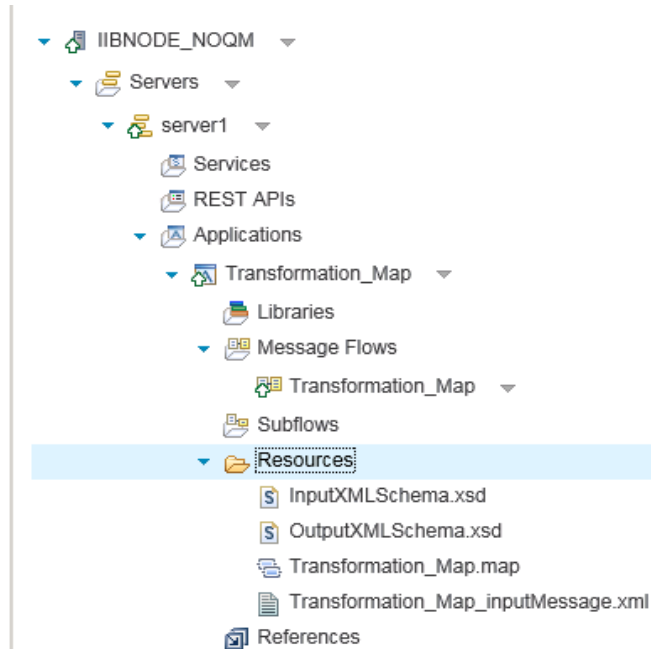 IIBNODE_NOQM
Servers
server1
Services
REST APIs
Applications
Transformation_Map
Libraries
Message Flows
Transformation_Map
Subflows
Resources
InputXMLSchema.xsd
OutputXMLSchema.xsd
Transformation_Map.map
Transformation_Map_inputMessage.xml
References